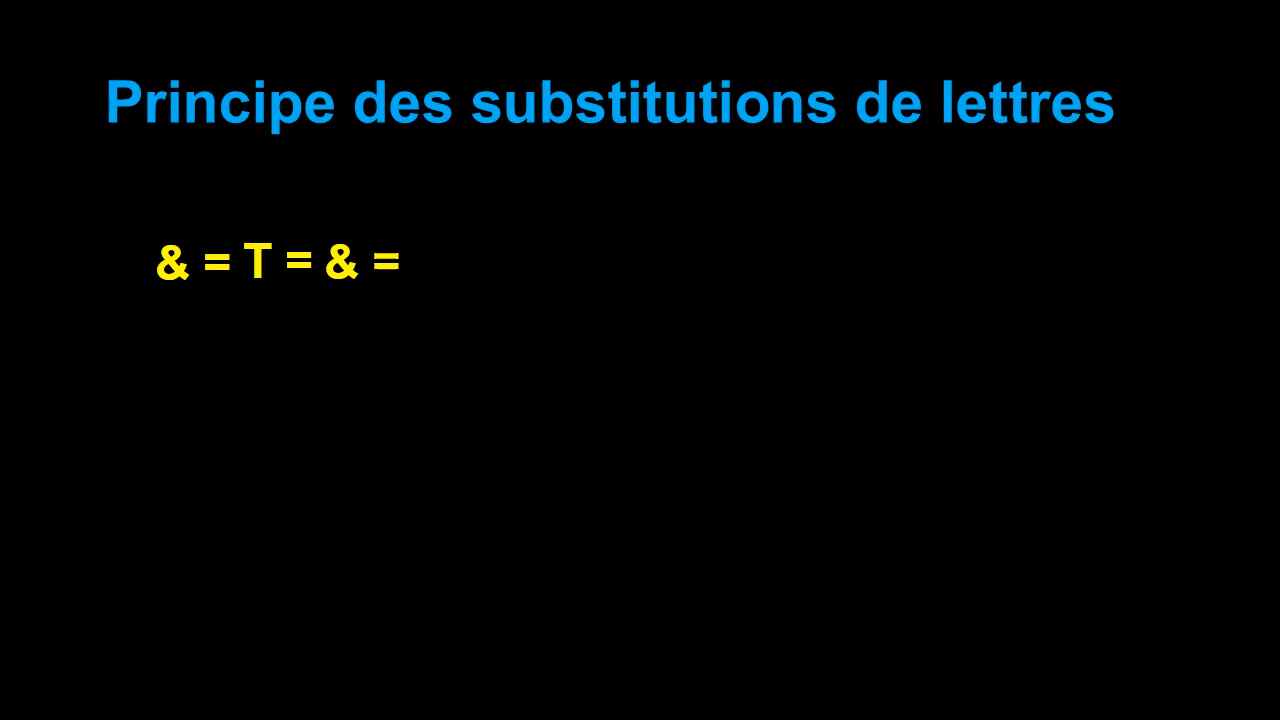 Principe des substitutions de lettres
& = T = & =